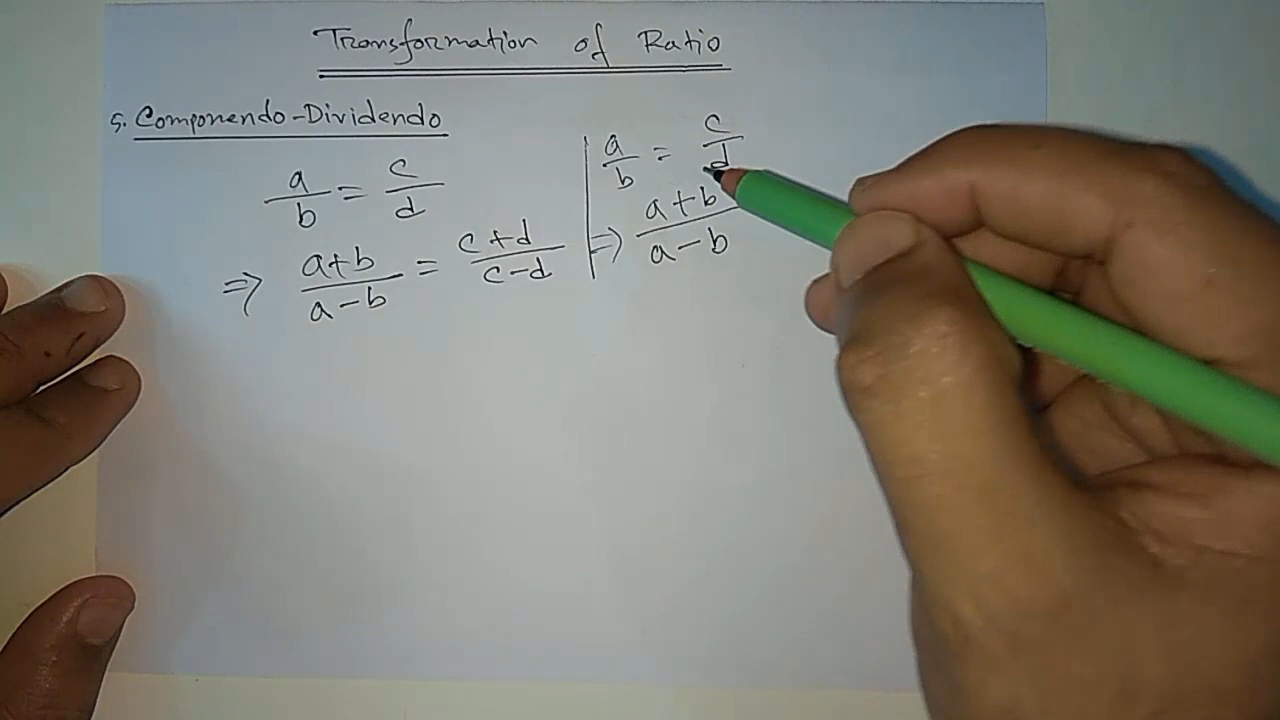 Transformation of Ratio
5. Componendo-Dividendo
a/b = c/d
⇒ a+b/a-b = c+d/c-d
a/b = c/d
⇒ a+b/a-b